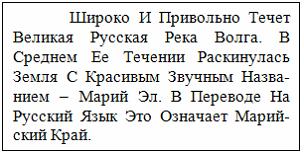 Широко И Привольно Течет
Великая Русская Река Волга. В
Среднем Ее Течении Раскинулась
Земля С Красивым Звучным Назва-
нием – Марий Эл. В Переводе На
Русский Язык Это Означает Марий-
ский Край.